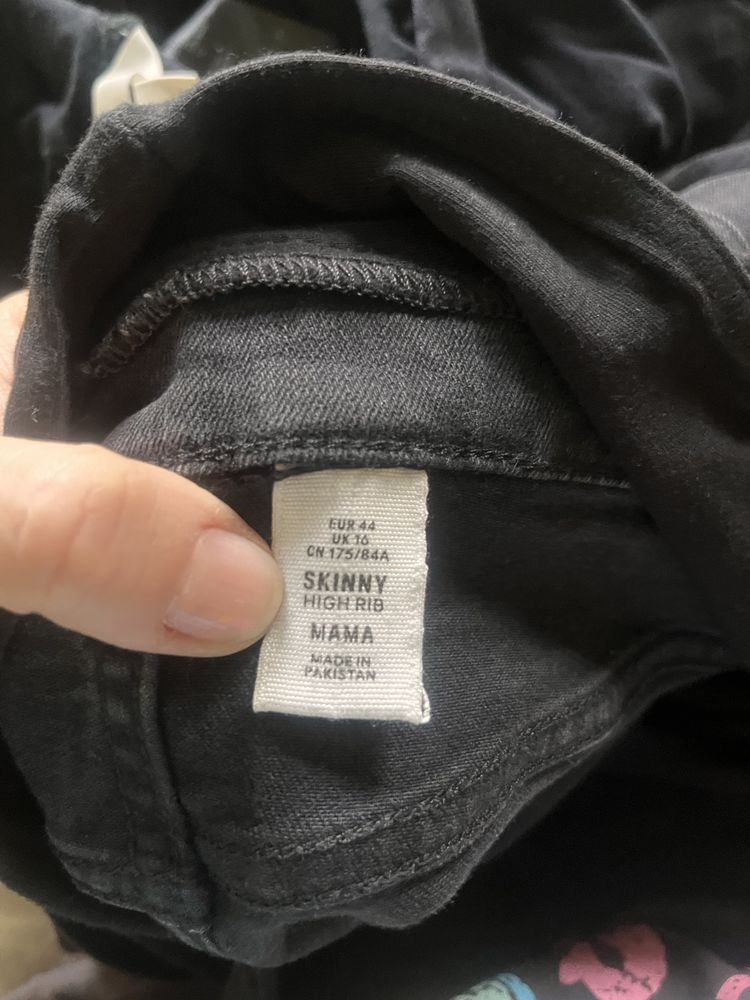 EUR 44
UK 16
CN 175/84A
SKINNY
HIGH RIB
MAMA
MADE IN
PAKISTAN